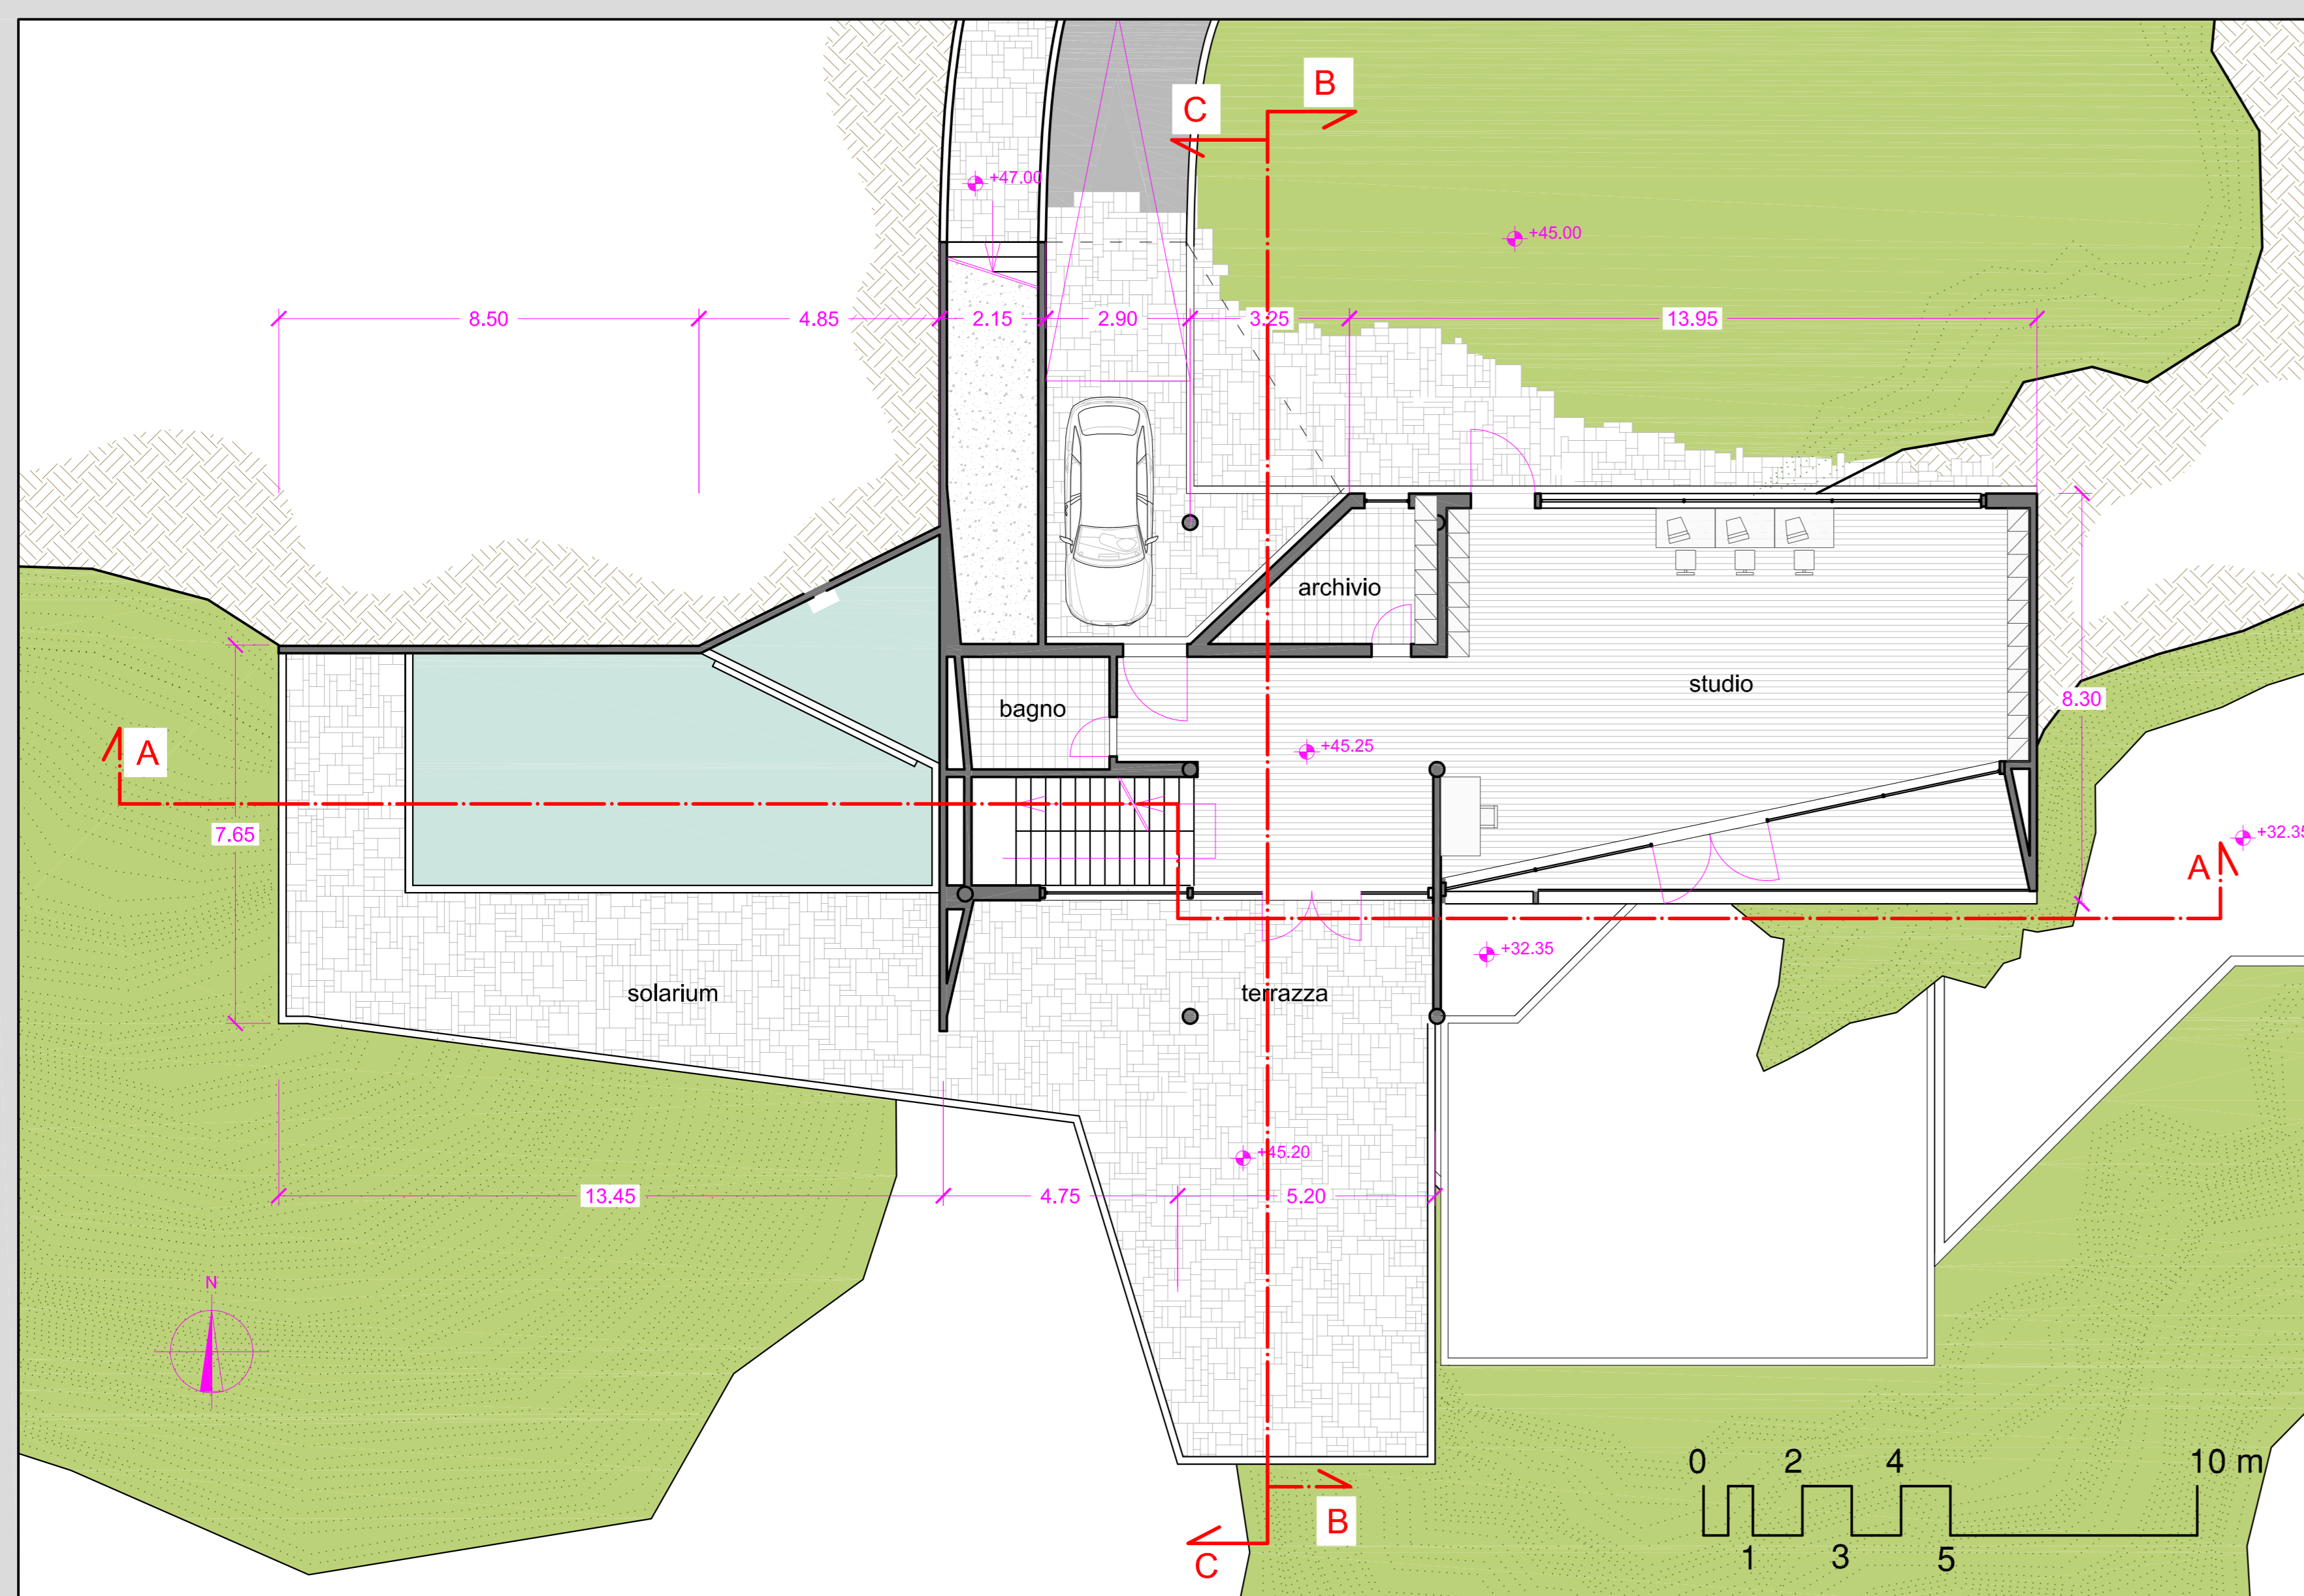 B
C
+47.00
+45.00
8.50
4.85
2.15
2.90
3.25
13.95
archivio
studio
bagno
8.30
A
+45.25
7.65
+32.35
A
+32.35
solarium
terrazza
+45.20
13.45
4.75
5.20
N
0
2
4
10 m
B
1
3
5
C